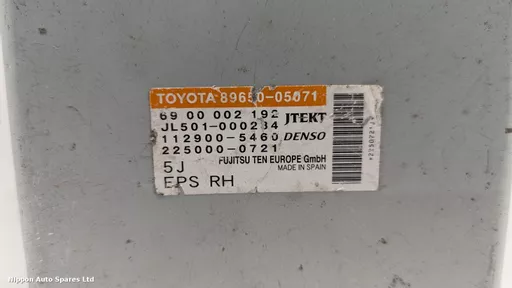 TOYOTA 89650-05071
69 00 002 192
JL501-000234 JTEKT
112900-5460 DENSO
225000-0721
FUJITSU TEN EUROPE GmbH
5J MADE IN SPAIN
EPS RH
Nippon Auto Spares Ltd